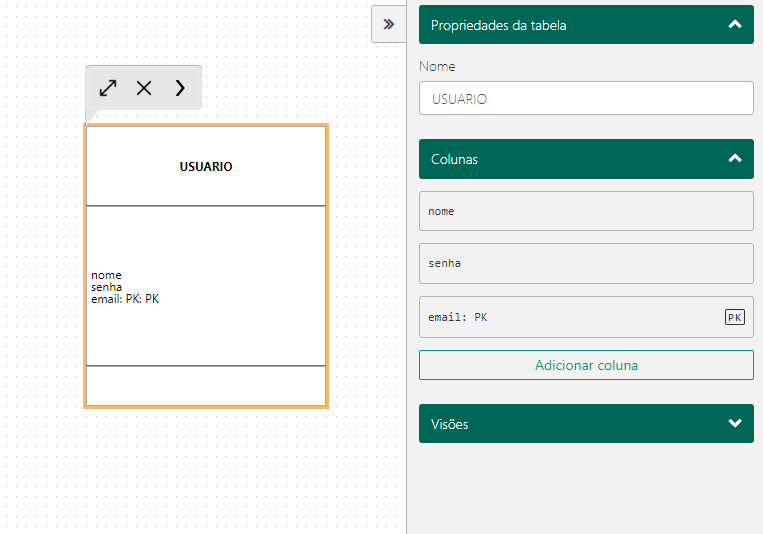 USUARIO
nome
senha
email: PK: PK
Propriedades da tabela
Nome
USUARIO
Colunas
nome
senha
email: PK PK
Adicionar coluna
Visões